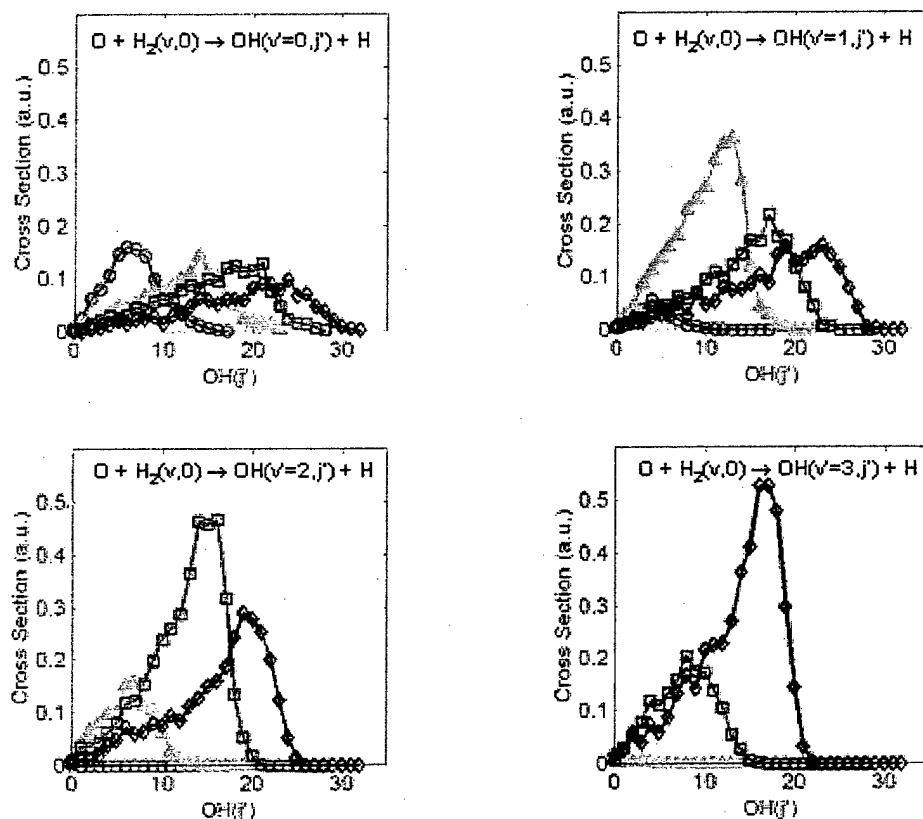 O + H₂(v,0) → OH(v'=0,j') + H
Cross Section (a.u.)
0.5
0.4
0.3
0.2
0.1
0
0 10 20 30
OH(j')
O + H₂(v,0) → OH(v'=1,j') + H
Cross Section (a.u.)
0.5
0.4
0.3
0.2
0.1
0
0 10 20 30
OH(j')
O + H₂(v,0) → OH(v'=2,j') + H
Cross Section (a.u.)
0.5
0.4
0.3
0.2
0.1
0
0 10 20 30
OH(j')
O + H₂(v,0) → OH(v'=3,j') + H
Cross Section (a.u.)
0.5
0.4
0.3
0.2
0.1
0
0 10 20 30
OH(j')